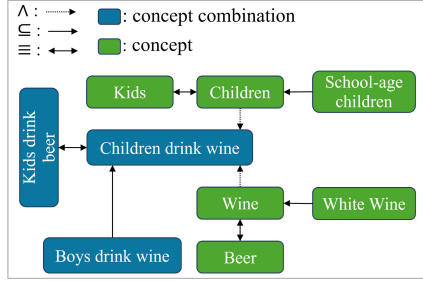 ∧ :
: concept combination
⊆ :
≡ :
: concept
Kids
Children
School-age
children
Kids drink
beer
Children drink wine
Wine
White Wine
Boys drink wine
Beer